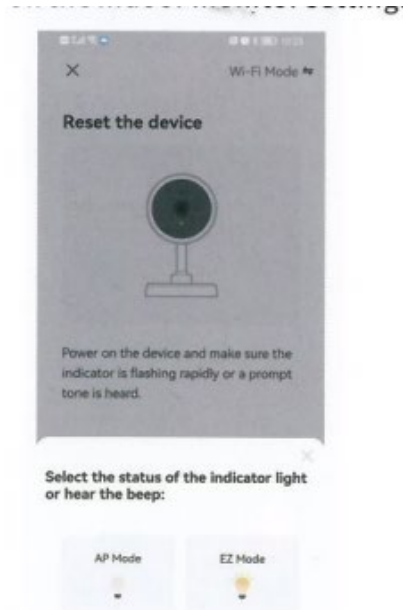 Wi-Fi Mode
Reset the device
Power on the device and make sure the
indicator is flashing rapidly or a prompt
tone is heard.
Select the status of the indicator light
or hear the beep:
AP Mode
EZ Mode